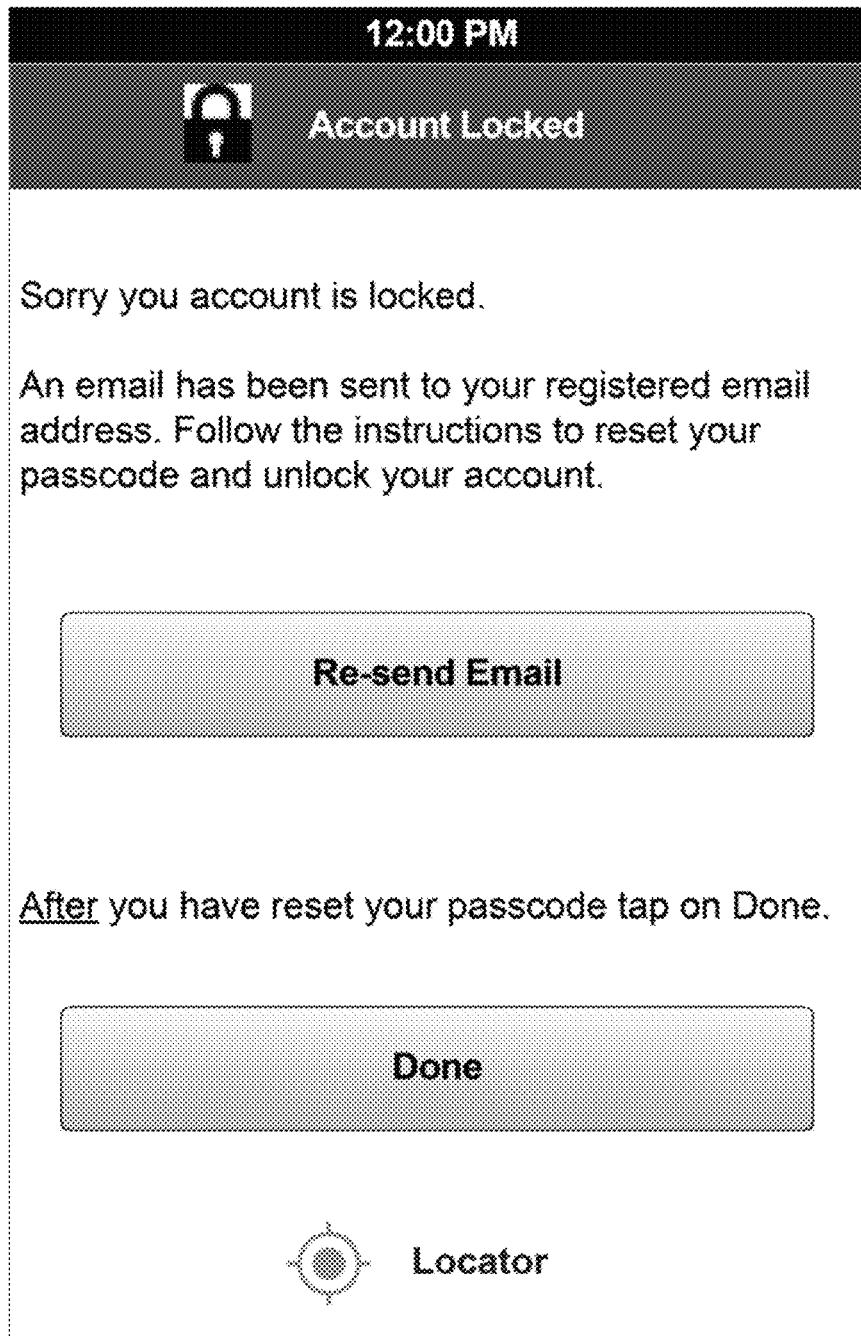 12:00 PM
Account Locked
Sorry you account is locked.
An email has been sent to your registered email
address. Follow the instructions to reset your
passcode and unlock your account.
Re-send Email
After you have reset your passcode tap on Done.
Done
Locator